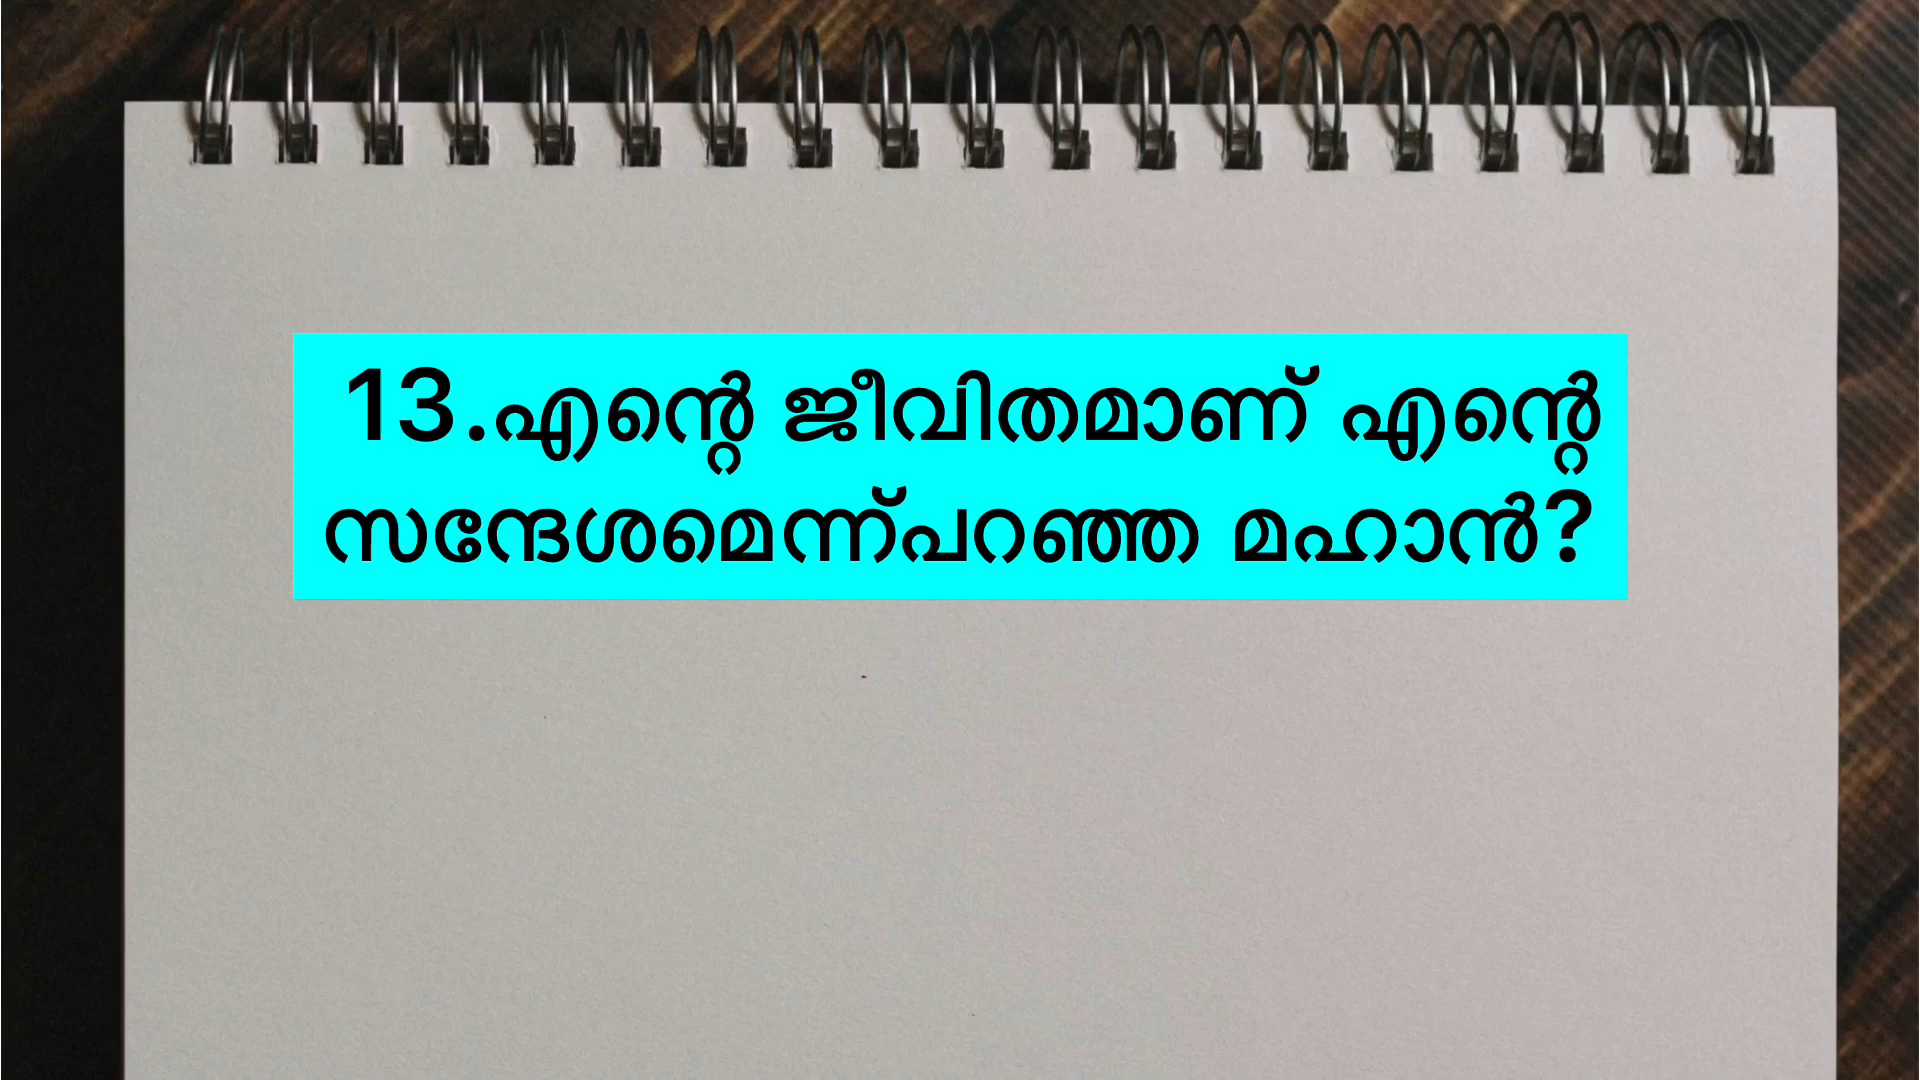 13.എന്റെ ജീവിതമാണ് എന്റെ
സന്ദേശമെന്ന്പറഞ്ഞ മഹാൻ?